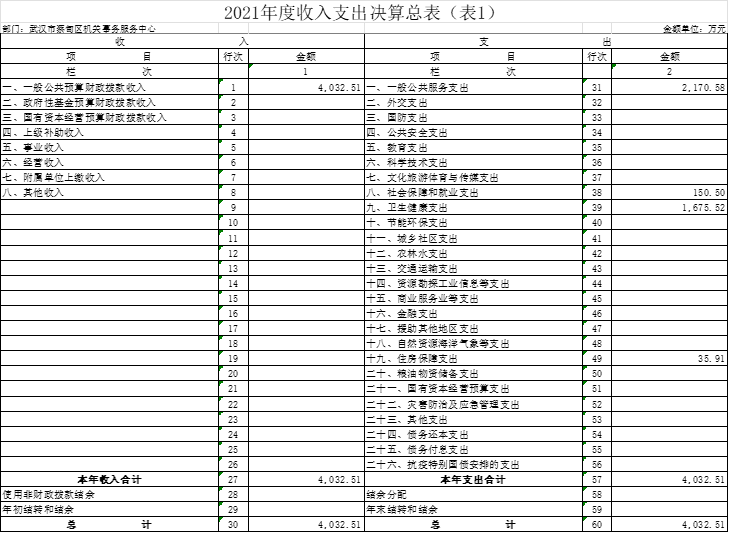 2021年度收入支出决算总表（表1）
部门：武汉市蔡甸区机关事务服务中心 金额单位：万元
收 入 支 出
项 目 行次 金额 项 目 行次 金额
栏 次 1 栏 次 2
一、一般公共预算财政拨款收入 1 4,032.51 一、一般公共服务支出 31 2,170.58
二、政府性基金预算财政拨款收入 2 二、外交支出 32
三、国有资本经营预算财政拨款收入 3 三、国防支出 33
四、上级补助收入 4 四、公共安全支出 34
五、事业收入 5 五、教育支出 35
六、经营收入 6 六、科学技术支出 36
七、附属单位上缴收入 7 七、文化旅游体育与传媒支出 37
八、其他收入 8 八、社会保障和就业支出 38 150.50
9 九、卫生健康支出 39 1,675.52
10 十、节能环保支出 40
11 十一、城乡社区支出 41
12 十二、农林水支出 42
13 十三、交通运输支出 43
14 十四、资源勘探工业信息等支出 44
15 十五、商业服务业等支出 45
16 十六、金融支出 46
17 十七、援助其他地区支出 47
18 十八、自然资源海洋气象等支出 48
19 十九、住房保障支出 49 35.91
20 二十、粮油物资储备支出 50
21 二十一、国有资本经营预算支出 51
22 二十二、灾害防治及应急管理支出 52
23 二十三、其他支出 53
24 二十四、债务还本支出 54
25 二十五、债务付息支出 55
26 二十六、抗疫特别国债安排的支出 56
本年收入合计 27 4,032.51 本年支出合计 57 4,032.51
使用非财政拨款结余 28 结余分配 58
年初结转和结余 29 年末结转和结余 59
总 计 30 4,032.51 总 计 60 4,032.51